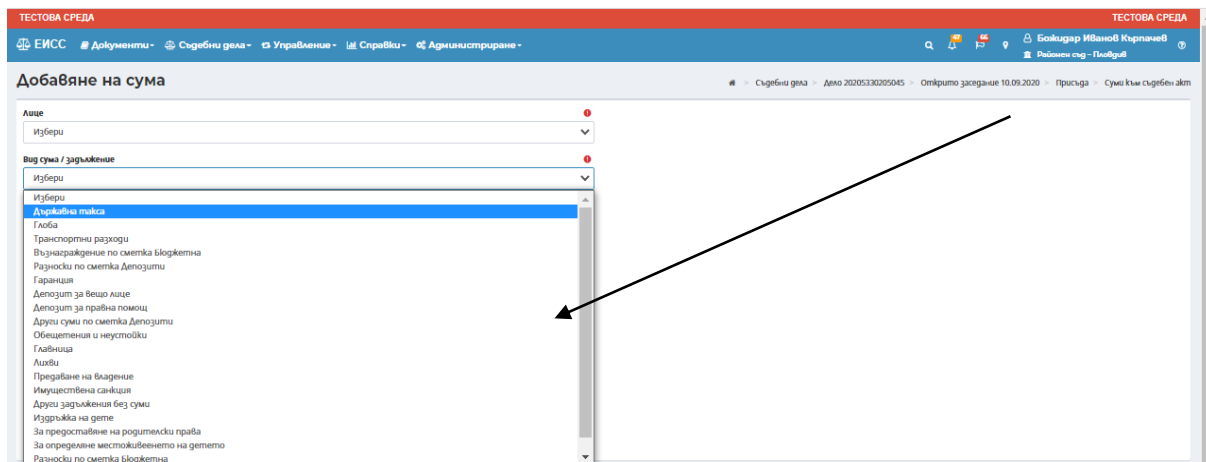 ТЕСТОВА СРЕДА ТЕСТОВА СРЕДА
ЕИСС Документи Съдебни дела Управление Справки Администриране 47 66 Божидар Иванов Кърпачев
Районен съд - Пловдив
Добавяне на сума
> Съдебни дела > Дело 20205330205045 > Открито заседание 10.09.2020 > Присъда > Суми към съдебен акт
Лице
Избери
Вид сума / задължение
Избери
Избери
Държавна такса
Глоба
Транспортни разходи
Възнаграждение по сметка Бюджетна
Разноски по сметка Депозити
Гаранция
Депозит за вещо лице
Депозит за правна помощ
Други суми по сметка Депозити
Обещетения и неустойки
Главница
Лихви
Предаване на владение
Имуществена санкция
Други задължения без суми
Издръжка на дете
За предоставяне на родителски права
За определяне местоживеенето на детето
Разноски по сметка Бюджетна